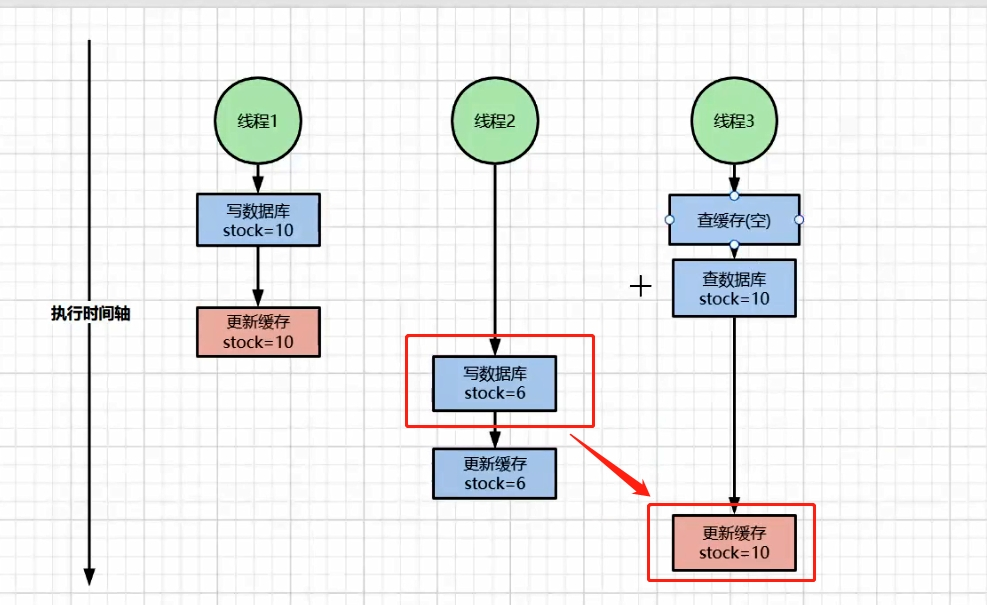 线程1
线程2
线程3
写数据库
stock=10
查缓存(空)
查数据库
stock=10
执行时间轴
更新缓存
stock=10
写数据库
stock=6
更新缓存
stock=6
更新缓存
stock=10